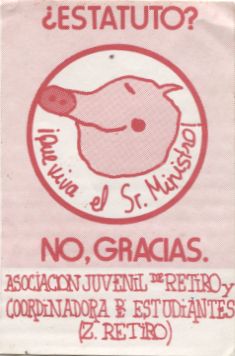 ¿ESTATUTO?
¡que viva el Sr. Ministro!
NO, GRACIAS.
ASOCIACION JUVENIL DE RETIRO y
COORDINADORA DE ESTUDIANTES
(Z. RETIRO)